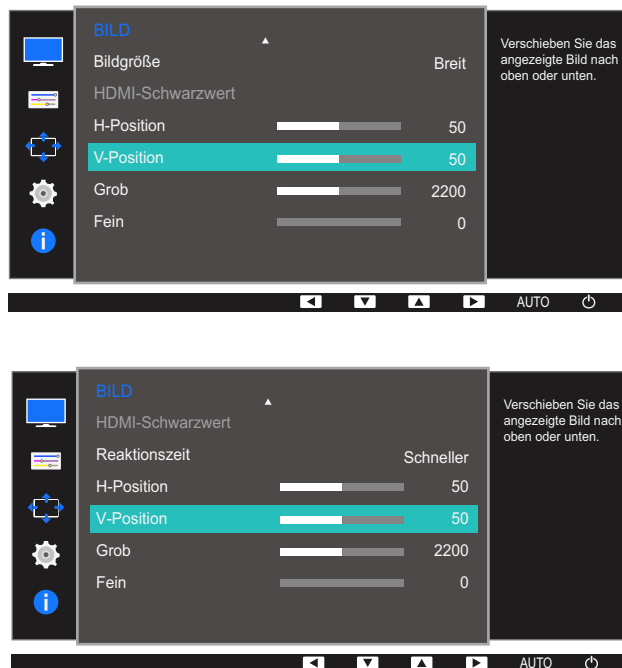 BILD
Bildgröße Breit
HDMI-Schwarzwert
H-Position 50
V-Position 50
Grob 2200
Fein 0
Verschieben Sie das
angezeigte Bild nach
oben oder unten.
AUTO
BILD
HDMI-Schwarzwert
Reaktionszeit Schneller
H-Position 50
V-Position 50
Grob 2200
Fein 0
Verschieben Sie das
angezeigte Bild nach
oben oder unten.
AUTO